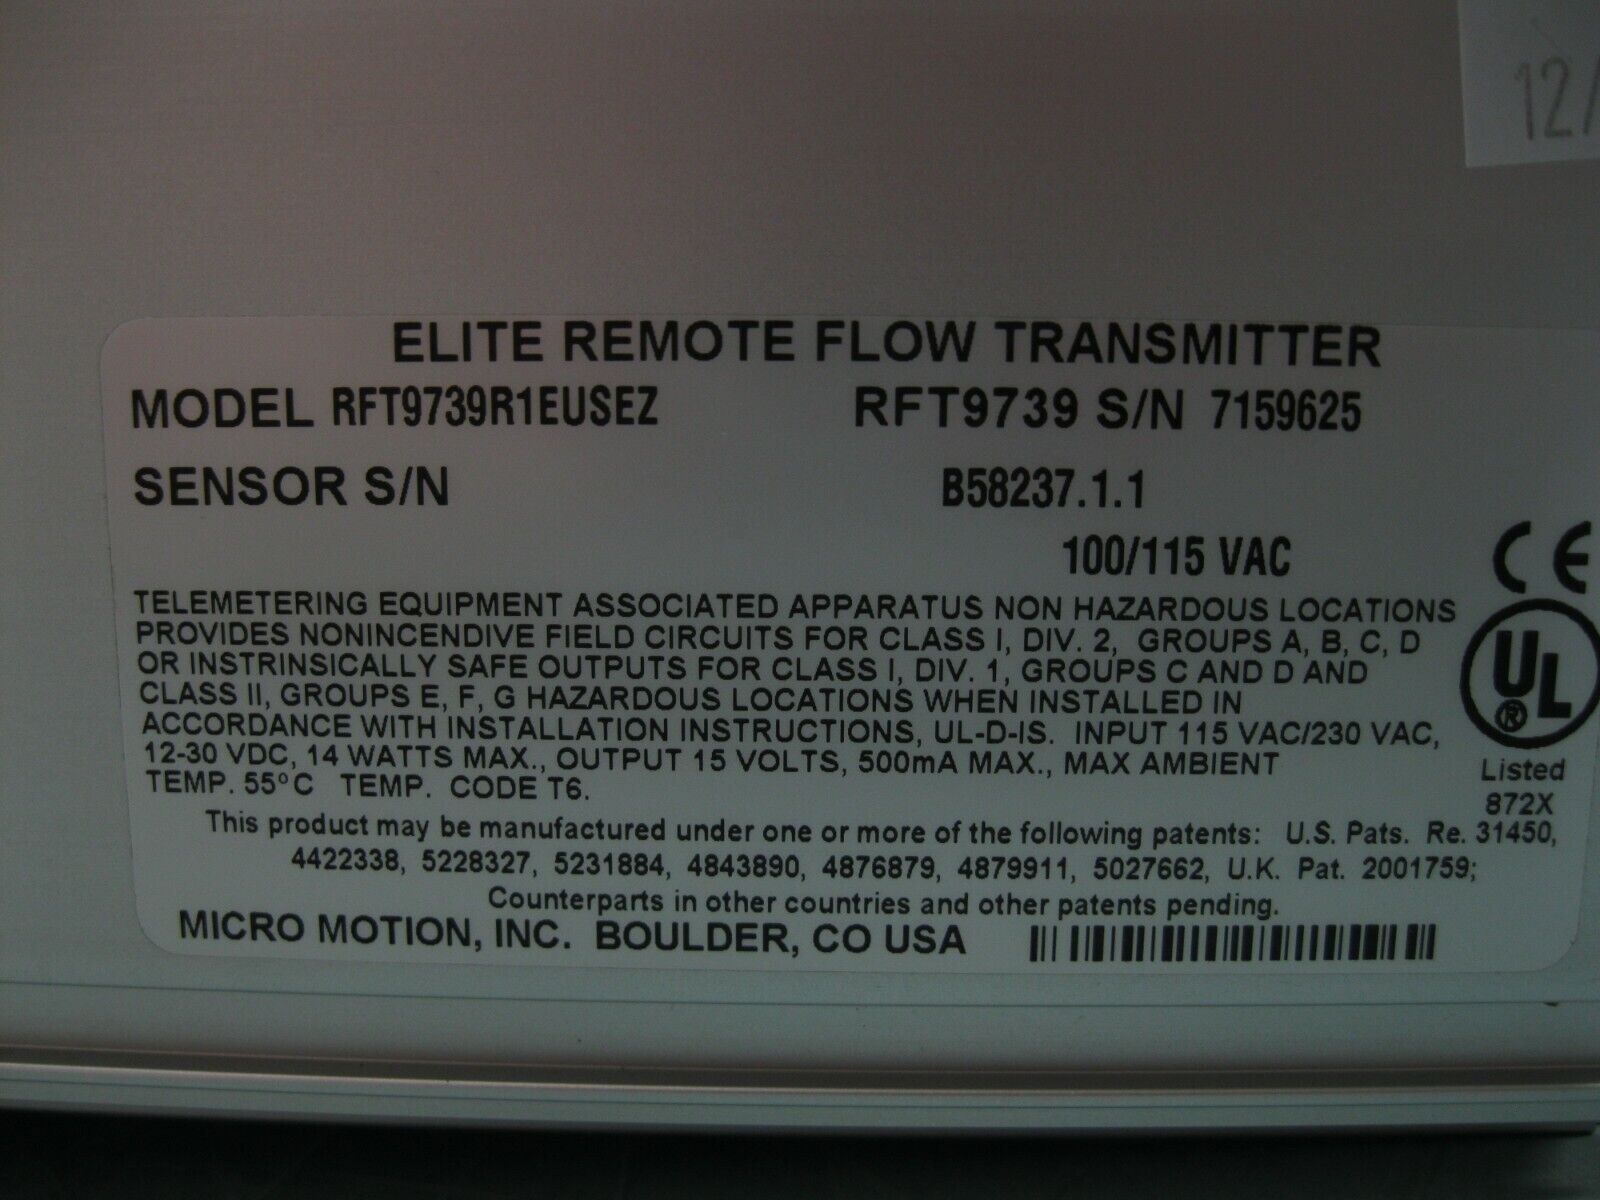 12/
ELITE REMOTE FLOW TRANSMITTER
MODEL RFT9739R1EUSEZ RFT9739 S/N 7159625
SENSOR S/N B58237.1.1
100/115 VAC
CE
TELEMETERING EQUIPMENT ASSOCIATED APPARATUS NON HAZARDOUS LOCATIONS
PROVIDES NONINCENDIVE FIELD CIRCUITS FOR CLASS I, DIV. 2, GROUPS A, B, C, D
OR INSTRINSICALLY SAFE OUTPUTS FOR CLASS I, DIV. 1, GROUPS C AND D AND
CLASS II, GROUPS E, F, G HAZARDOUS LOCATIONS WHEN INSTALLED IN
ACCORDANCE WITH INSTALLATION INSTRUCTIONS, UL-D-IS. INPUT 115 VAC/230 VAC,
12-30 VDC, 14 WATTS MAX., OUTPUT 15 VOLTS, 500mA MAX., MAX AMBIENT
TEMP. 55°C TEMP. CODE T6.
UL ®
Listed
872X
This product may be manufactured under one or more of the following patents: U.S. Pats. Re. 31450,
4422338, 5228327, 5231884, 4843890, 4876879, 4879911, 5027662, U.K. Pat. 2001759;
Counterparts in other countries and other patents pending.
MICRO MOTION, INC. BOULDER, CO USA